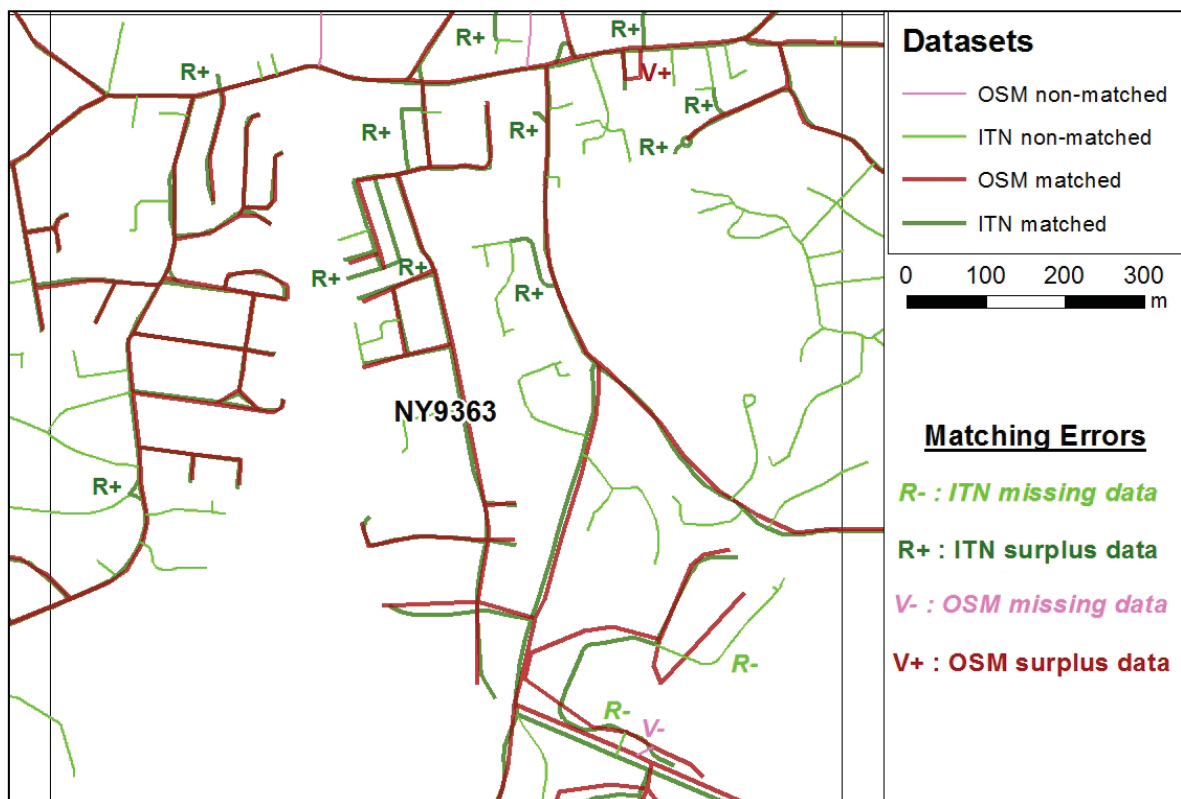 R+
R+
R+
V+
R+
R+
R+
R+
R+
R+
R+
NY9363
R+
R-
R-
V-
Datasets
OSM non-matched
ITN non-matched
OSM matched
ITN matched
0 100 200 300
m
Matching Errors
R- : ITN missing data
R+ : ITN surplus data
V- : OSM missing data
V+ : OSM surplus data